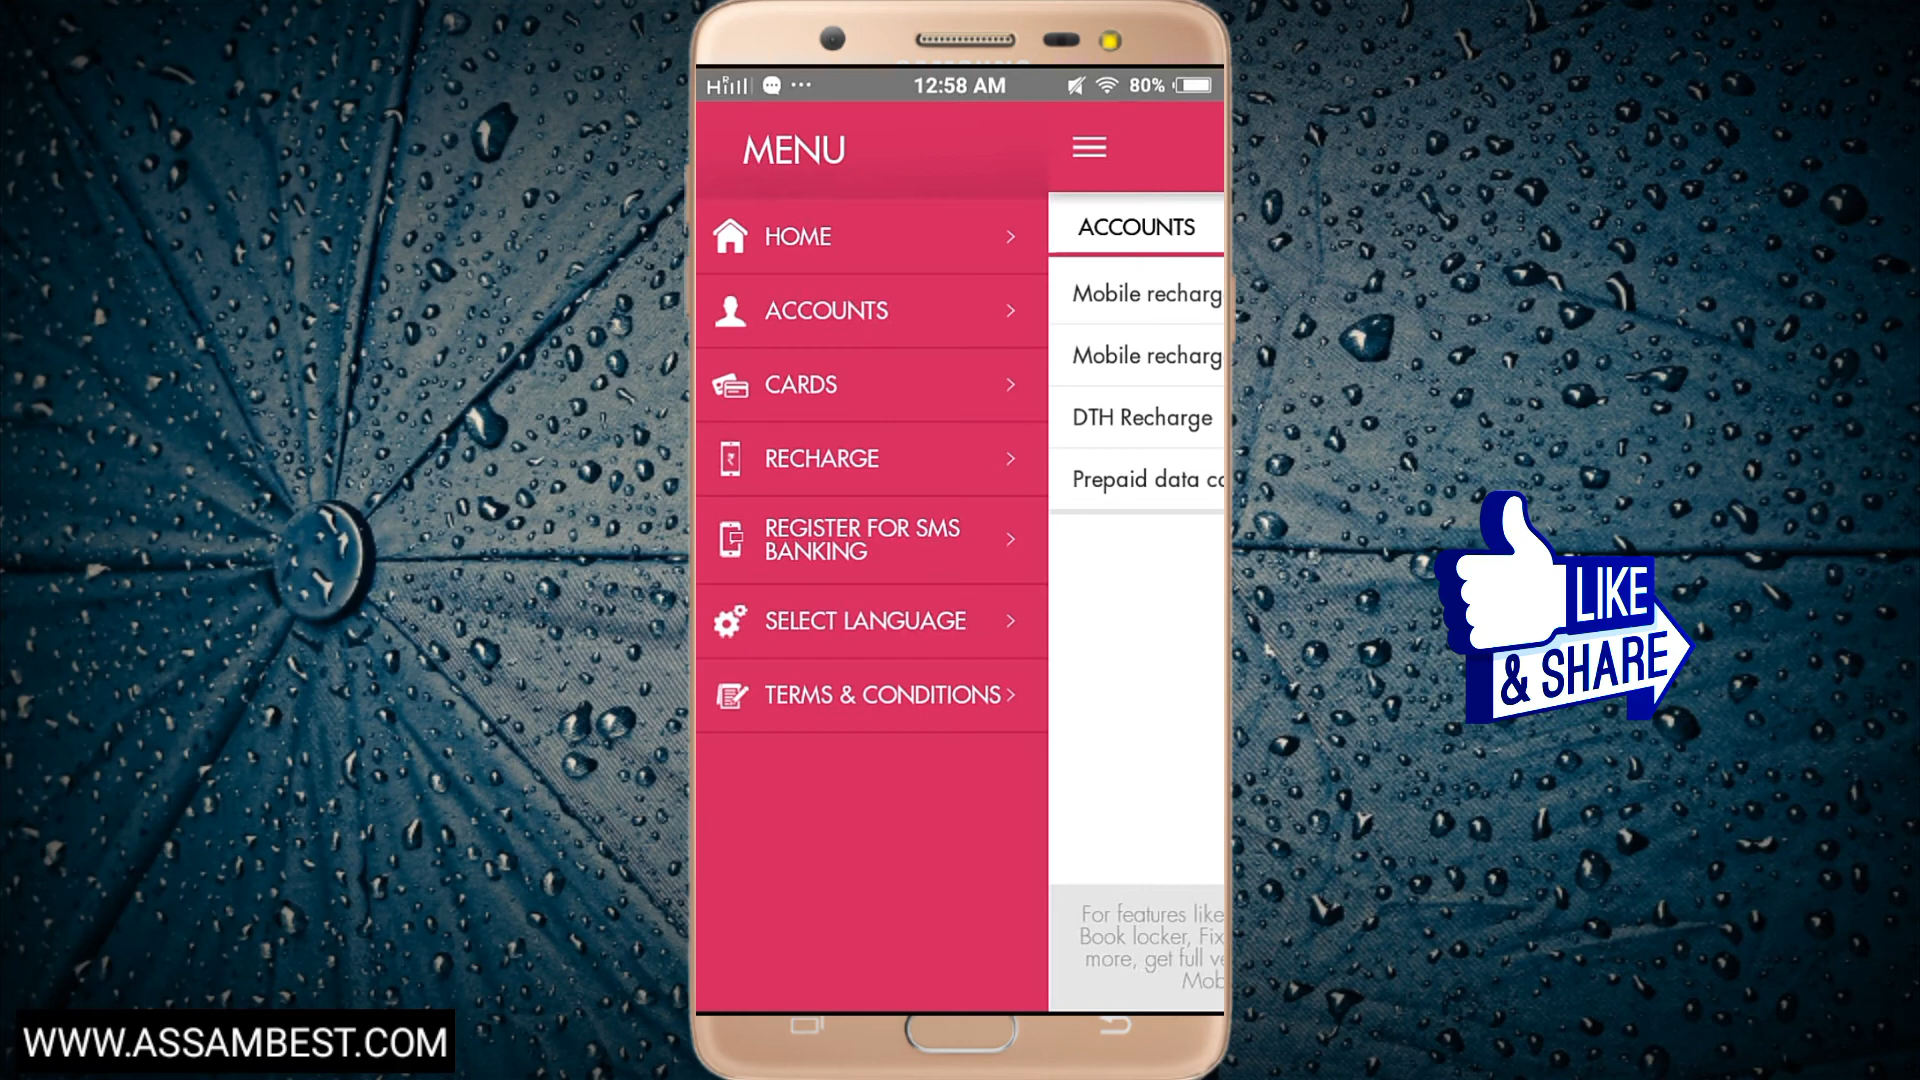 12:58 AM
80%
MENU
HOME
ACCOUNTS
CARDS
RECHARGE
REGISTER FOR SMS
BANKING
SELECT LANGUAGE
TERMS & CONDITIONS
ACCOUNTS
Mobile recharg
Mobile recharg
DTH Recharge
Prepaid data
For features like
Book locker, Fix
more, get full
Mob
LIKE
& SHARE
WWW.ASSAMBEST.COM